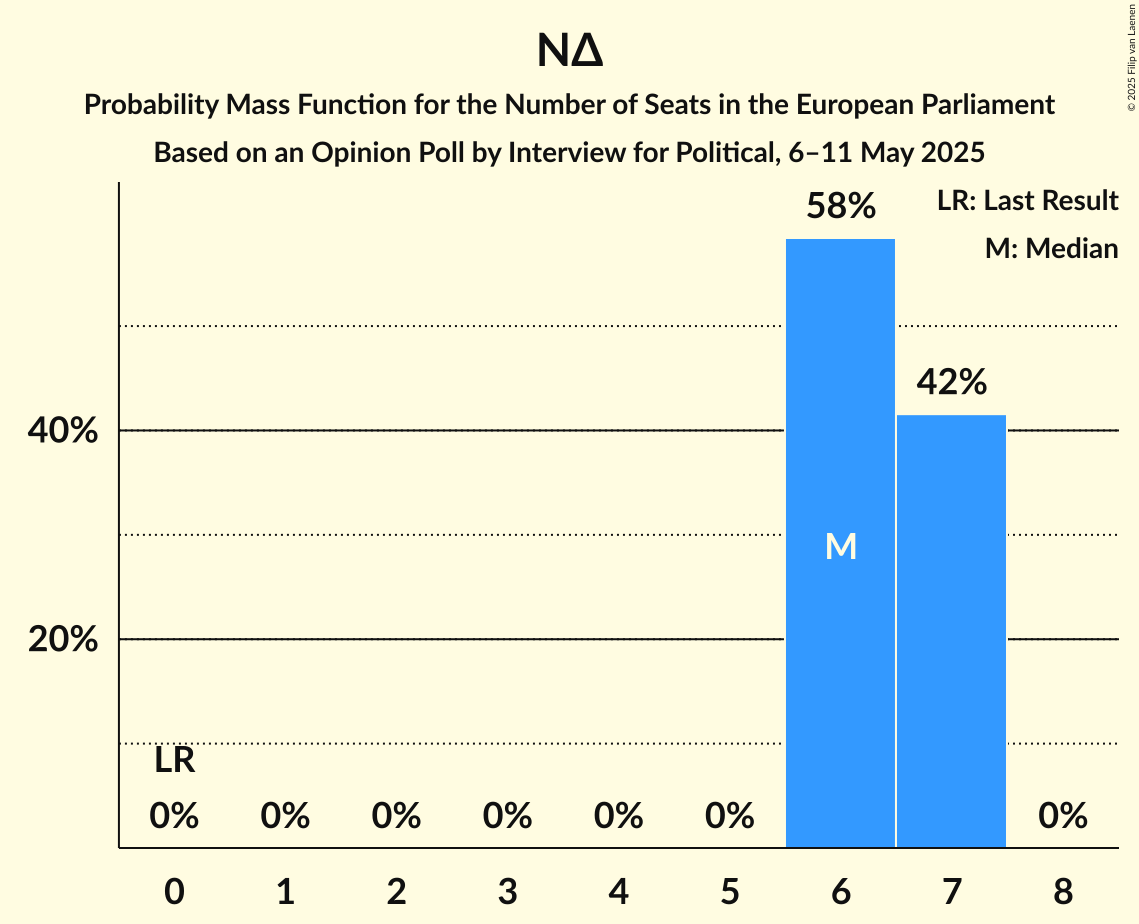 NΔ
Probability Mass Function for the Number of Seats in the European Parliament
Based on an Opinion Poll by Interview for Political, 6–11 May 2025
© 2025 Filip van Laenen
LR: Last Result
M: Median
58%
42%
40%
M
20%
LR
0% 0% 0% 0% 0% 0% 0%
0 1 2 3 4 5 6 7 8